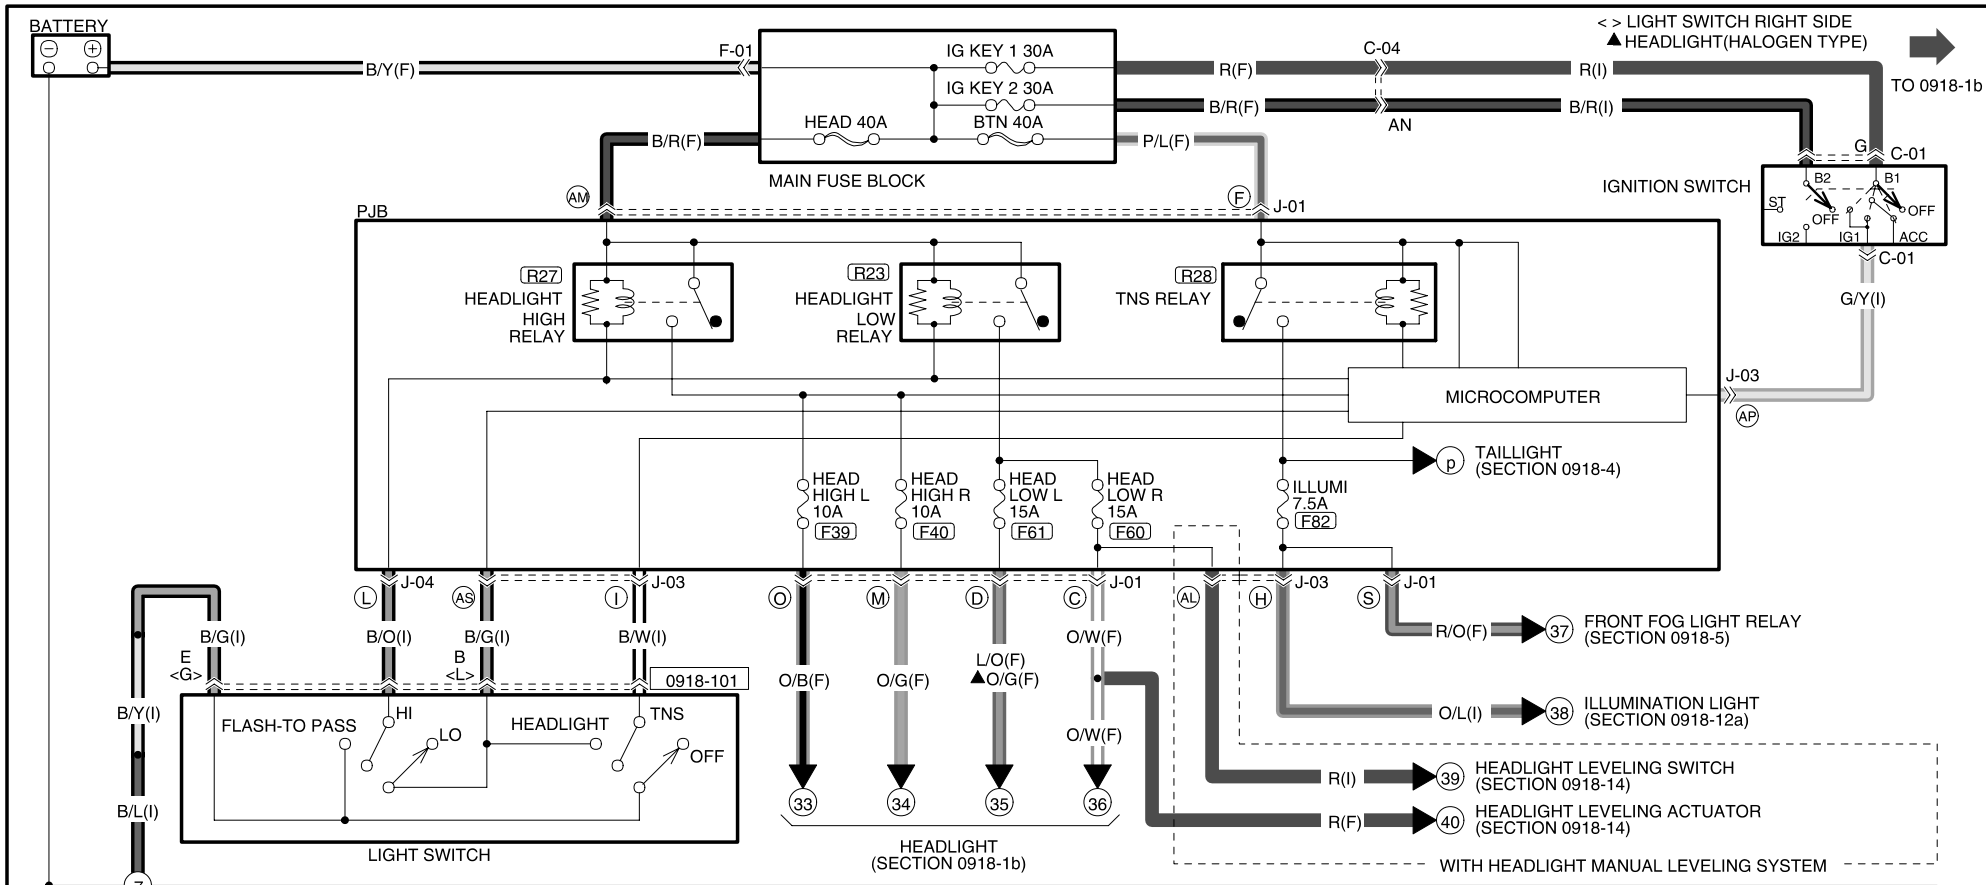 BATTERY
B/Y(F)
F-01
IG KEY 1 30A
IG KEY 2 30A
HEAD 40A
BTN 40A
MAIN FUSE BLOCK
R(F)
C-04
R(I)
B/R(F)
AN
B/R(I)
< > LIGHT SWITCH RIGHT SIDE
▲HEADLIGHT(HALOGEN TYPE)
TO 0918-1b
B/R(F)
P/L(F)
G
C-01
IGNITION SWITCH
B2
B1
ST
OFF
OFF
IG2
IG1
ACC
C-01
G/Y(I)
AM
F
J-01
PJB
R27
HEADLIGHT
HIGH
RELAY
R23
HEADLIGHT
LOW
RELAY
R28
TNS RELAY
MICROCOMPUTER
J-03
AP
p
TAILLIGHT
(SECTION 0918-4)
HEAD
HIGH L
10A
F39
HEAD
HIGH R
10A
F40
HEAD
LOW L
15A
F61
HEAD
LOW R
15A
F60
ILLUMI
7.5A
F82
L
J-04
AS
I
J-03
O
M
D
C
J-01
AL
H
J-03
S
J-01
B/G(I)
B/O(I)
B/G(I)
B/W(I)
E
<G>
B
<L>
0918-101
B/Y(I)
B/L(I)
7
FLASH-TO PASS
HI
LO
HEADLIGHT
TNS
OFF
LIGHT SWITCH
O/B(F)
O/G(F)
L/O(F)
▲O/G(F)
O/W(F)
O/W(F)
33
34
35
36
HEADLIGHT
(SECTION 0918-1b)
R/O(F)
37
FRONT FOG LIGHT RELAY
(SECTION 0918-5)
O/L(I)
38
ILLUMINATION LIGHT
(SECTION 0918-12a)
R(I)
39
HEADLIGHT LEVELING SWITCH
(SECTION 0918-14)
R(F)
40
HEADLIGHT LEVELING ACTUATOR
(SECTION 0918-14)
WITH HEADLIGHT MANUAL LEVELING SYSTEM